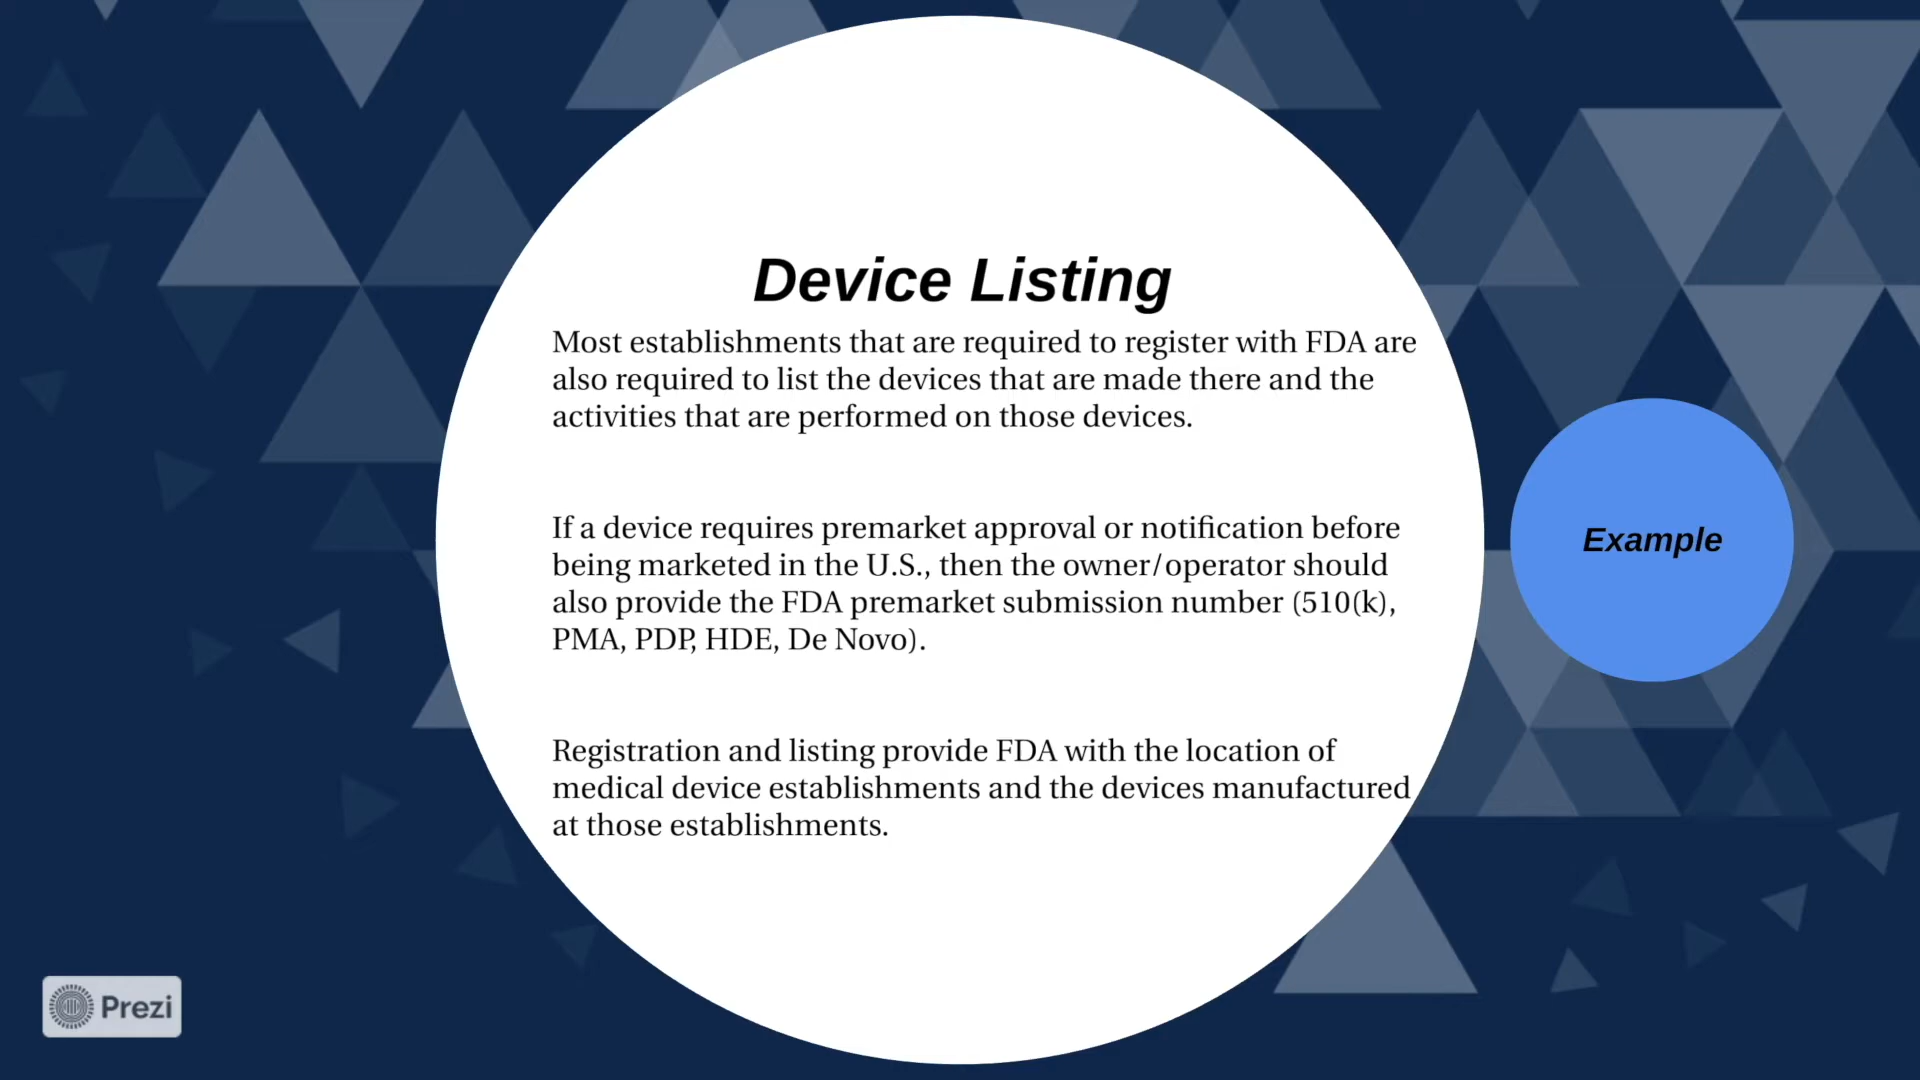 Device Listing
Most establishments that are required to register with FDA are
also required to list the devices that are made there and the
activities that are performed on those devices.
If a device requires premarket approval or notification before
being marketed in the U.S., then the owner/operator should
also provide the FDA premarket submission number (510(k),
PMA, PDP, HDE, De Novo).
Registration and listing provide FDA with the location of
medical device establishments and the devices manufactured
at those establishments.
Example
Prezi